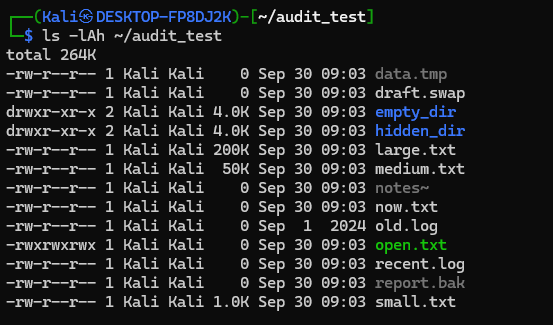 ┌──(Kali㉿DESKTOP-FP8DJ2K)-[~/audit_test]
└─$ ls -lAh ~/audit_test
total 264K
-rw-r--r-- 1 Kali Kali    0 Sep 30 09:03 data.tmp
-rw-r--r-- 1 Kali Kali    0 Sep 30 09:03 draft.swap
drwxr-xr-x 2 Kali Kali 4.0K Sep 30 09:03 empty_dir
drwxr-xr-x 2 Kali Kali 4.0K Sep 30 09:03 hidden_dir
-rw-r--r-- 1 Kali Kali 200K Sep 30 09:03 large.txt
-rw-r--r-- 1 Kali Kali  50K Sep 30 09:03 medium.txt
-rw-r--r-- 1 Kali Kali    0 Sep 30 09:03 notes~
-rw-r--r-- 1 Kali Kali    0 Sep 30 09:03 now.txt
-rw-r--r-- 1 Kali Kali    0 Sep  1  2024 old.log
-rwxrwxrwx 1 Kali Kali    0 Sep 30 09:03 open.txt
-rw-r--r-- 1 Kali Kali    0 Sep 30 09:03 recent.log
-rw-r--r-- 1 Kali Kali    0 Sep 30 09:03 report.bak
-rw-r--r-- 1 Kali Kali 1.0K Sep 30 09:03 small.txt